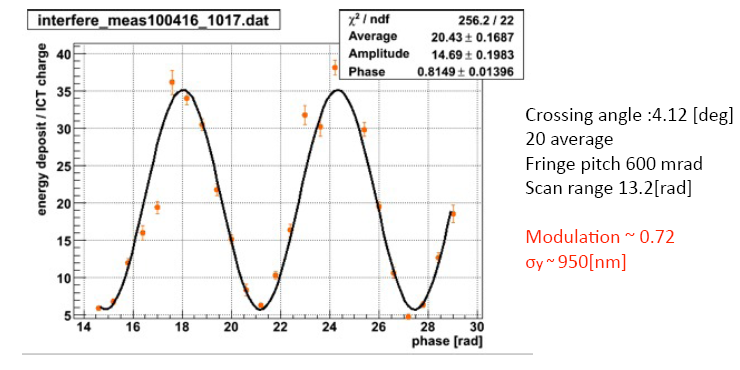 interfere_meas100416_1017.dat
χ² / ndf 256.2 / 22
Average 20.43 ± 0.1687
Amplitude 14.69 ± 0.1983
Phase 0.8149 ± 0.01396
energy deposit / ICT charge
40
35
30
25
20
15
10
5
14 16 18 20 22 24 26 28 30
phase [rad]
Crossing angle :4.12 [deg]
20 average
Fringe pitch 600 mrad
Scan range 13.2[rad]
Modulation ~ 0.72
σy ~ 950[nm]